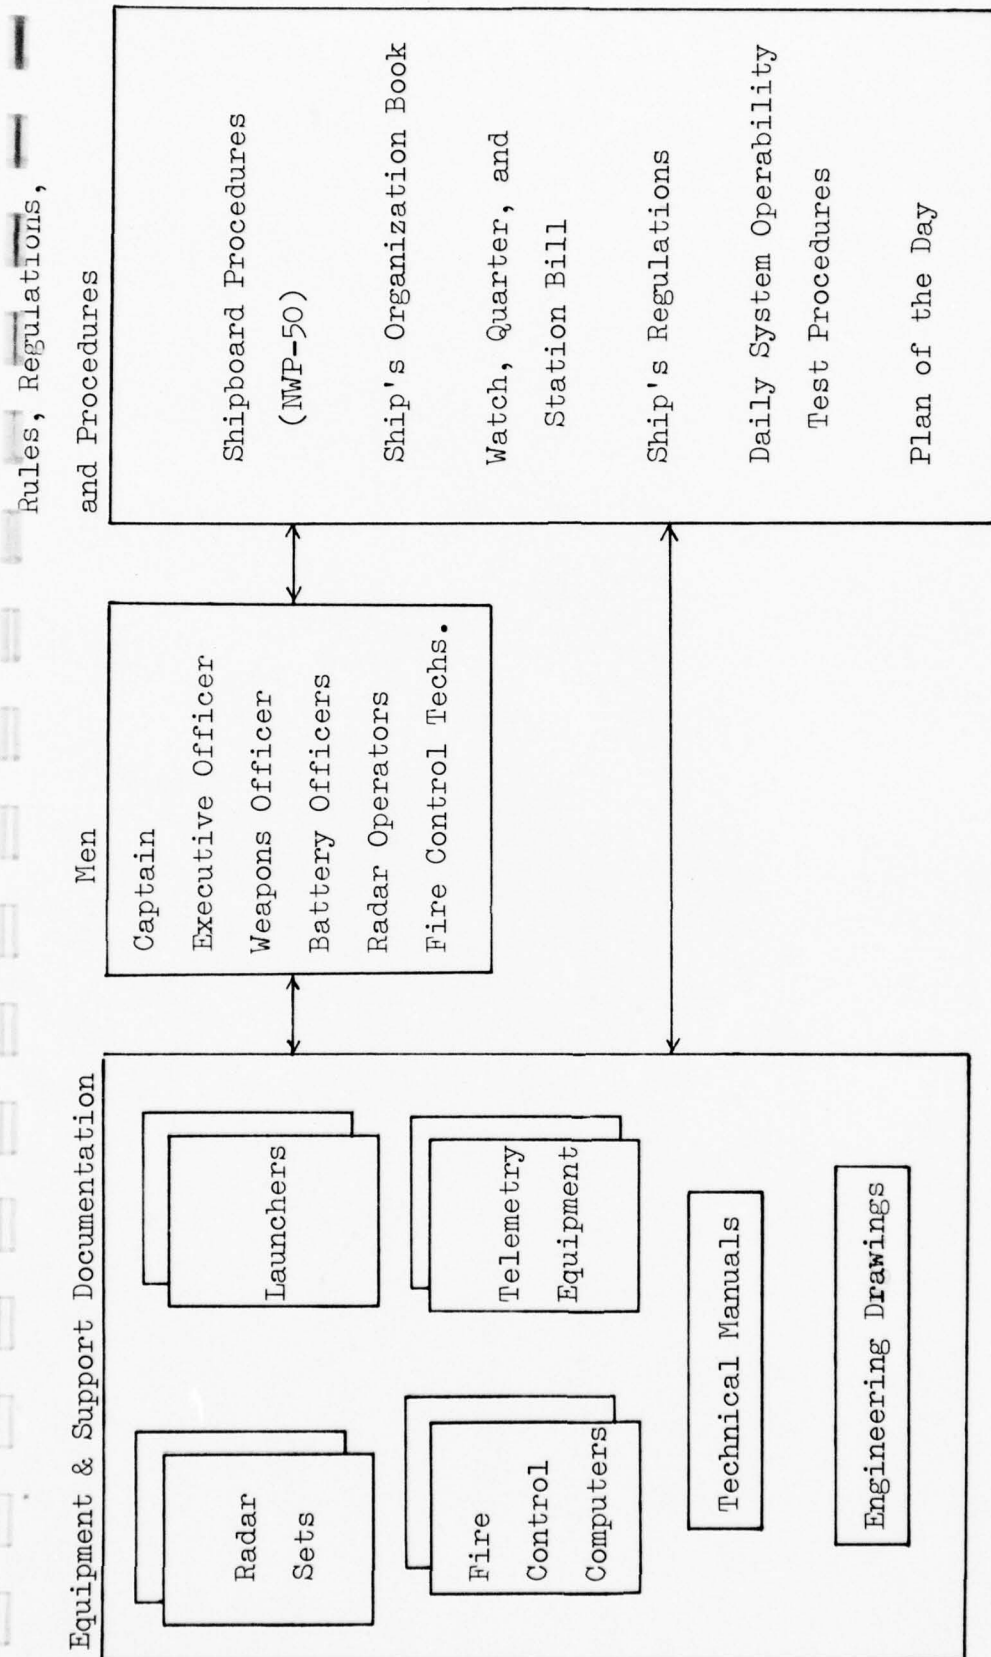 Equipment & Support Documentation
Radar
Sets
Launchers
Fire
Control
Computers
Telemetry
Equipment
Technical Manuals
Engineering Drawings
Men
Captain
Executive Officer
Weapons Officer
Battery Officers
Radar Operators
Fire Control Techs.
Rules, Regulations,
and Procedures
Shipboard Procedures
(NWP-50)
Ship's Organization Book
Watch, Quarter, and
Station Bill
Ship's Regulations
Daily System Operability
Test Procedures
Plan of the Day